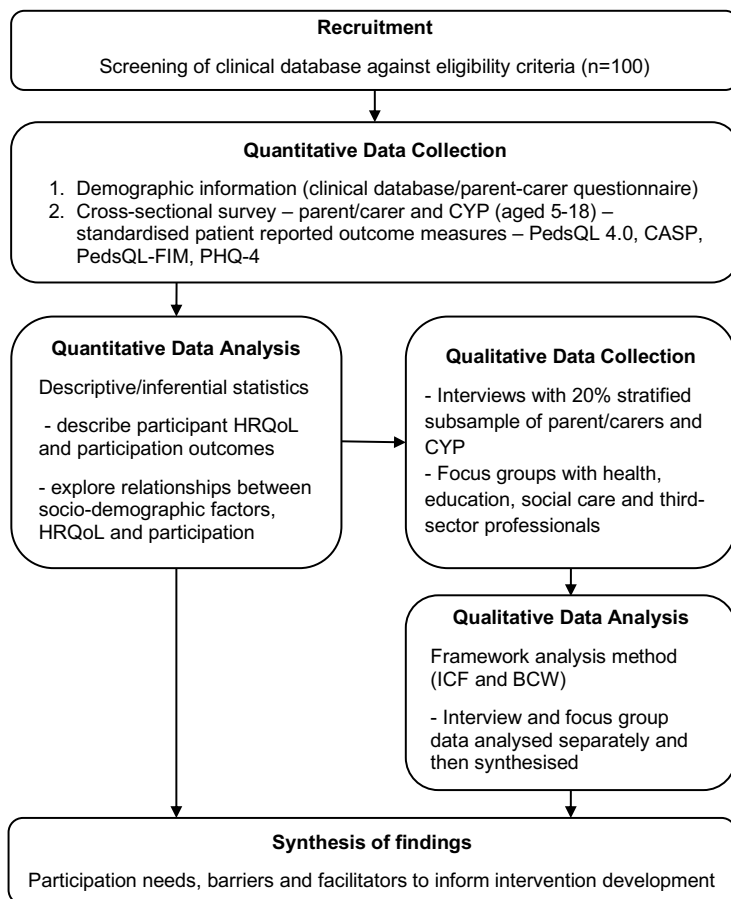 Recruitment
Screening of clinical database against eligibility criteria (n=100)
Quantitative Data Collection
1. Demographic information (clinical database/parent-carer questionnaire)
2. Cross-sectional survey – parent/carer and CYP (aged 5-18) –
standardised patient reported outcome measures – PedsQL 4.0, CASP,
PedsQL-FIM, PHQ-4
Quantitative Data Analysis
Descriptive/inferential statistics
- describe participant HRQoL
and participation outcomes
- explore relationships between
socio-demographic factors,
HRQoL and participation
Qualitative Data Collection
- Interviews with 20% stratified
subsample of parent/carers and
CYP
- Focus groups with health,
education, social care and third-
sector professionals
Qualitative Data Analysis
Framework analysis method
(ICF and BCW)
- Interview and focus group
data analysed separately and
then synthesised
Synthesis of findings
Participation needs, barriers and facilitators to inform intervention development